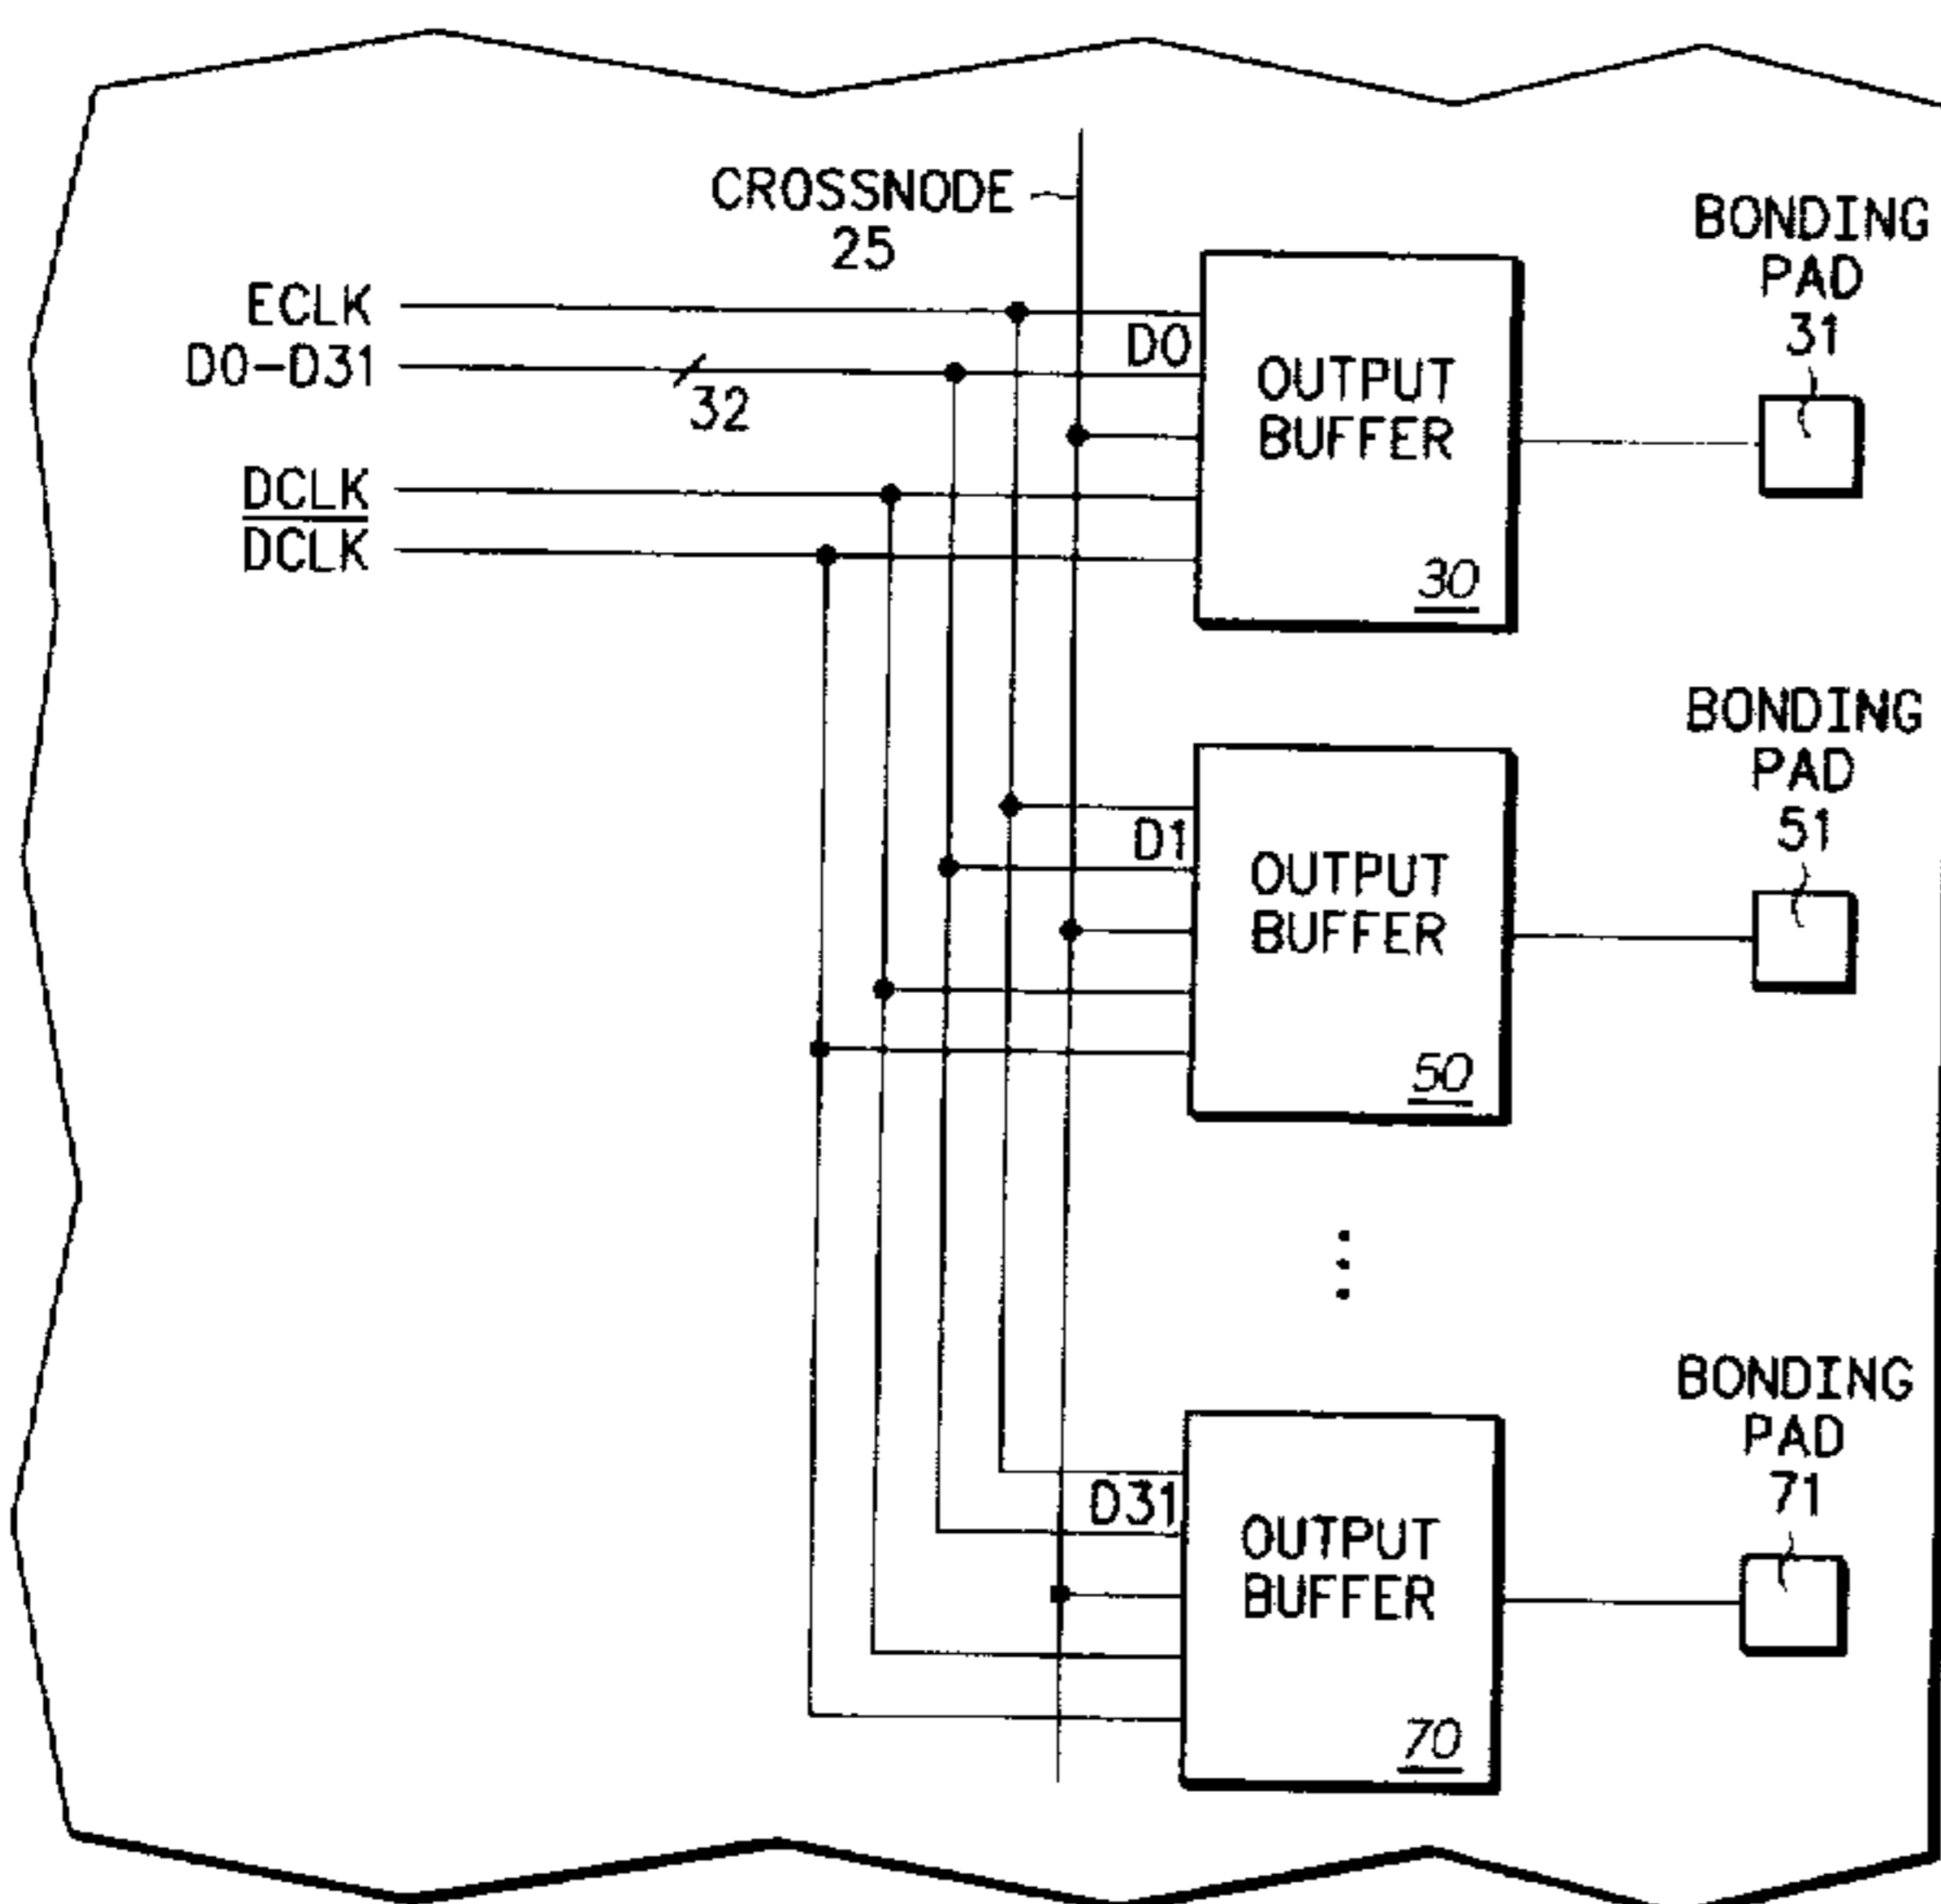 CROSSNODE
25
BONDING
PAD
31
ECLK
D0-D31
32
D0
OUTPUT
BUFFER
DCLK
D̅C̅L̅K̅
30
BONDING
PAD
51
D1
OUTPUT
BUFFER
50
BONDING
PAD
71
D31
OUTPUT
BUFFER
70